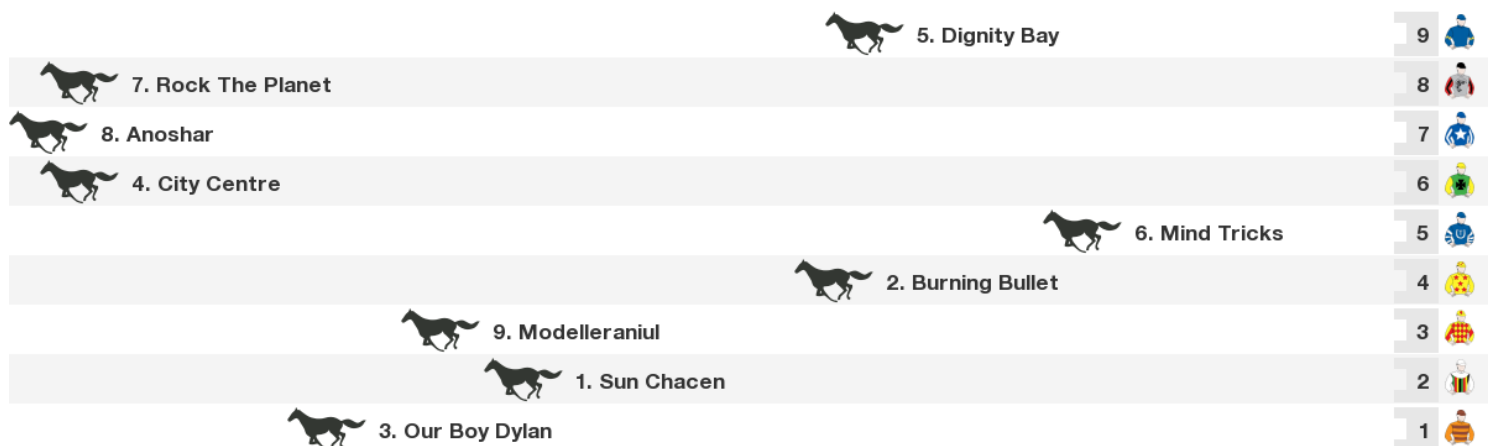 5. Dignity Bay 9
7. Rock The Planet 8
8. Anoshar 7
4. City Centre 6
6. Mind Tricks 5
2. Burning Bullet 4
9. Modelleraniul 3
1. Sun Chacen 2
3. Our Boy Dylan 1